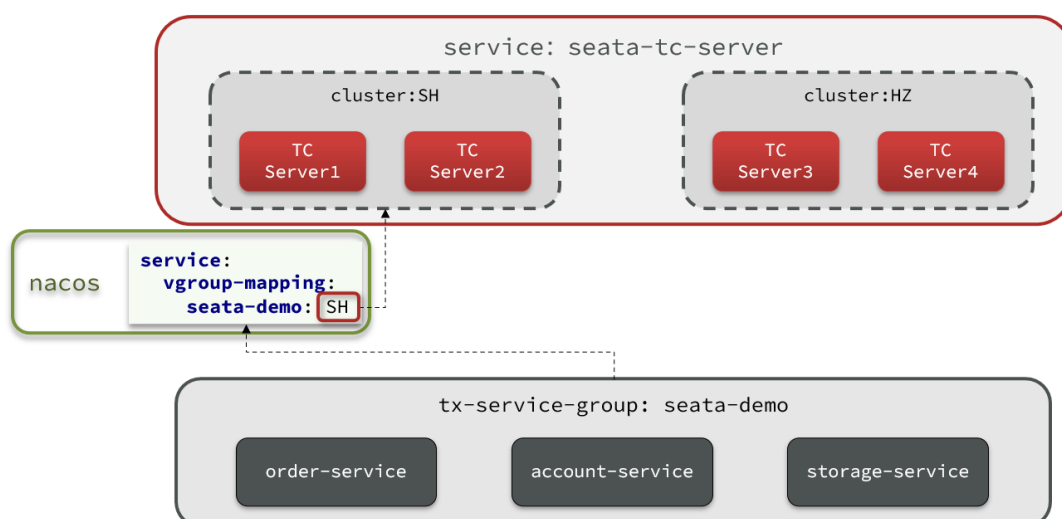 service: seata-tc-server
cluster:SH
cluster:HZ
TC
Server1
TC
Server2
TC
Server3
TC
Server4
nacos
service:
vgroup-mapping:
seata-demo: SH
tx-service-group: seata-demo
order-service
account-service
storage-service